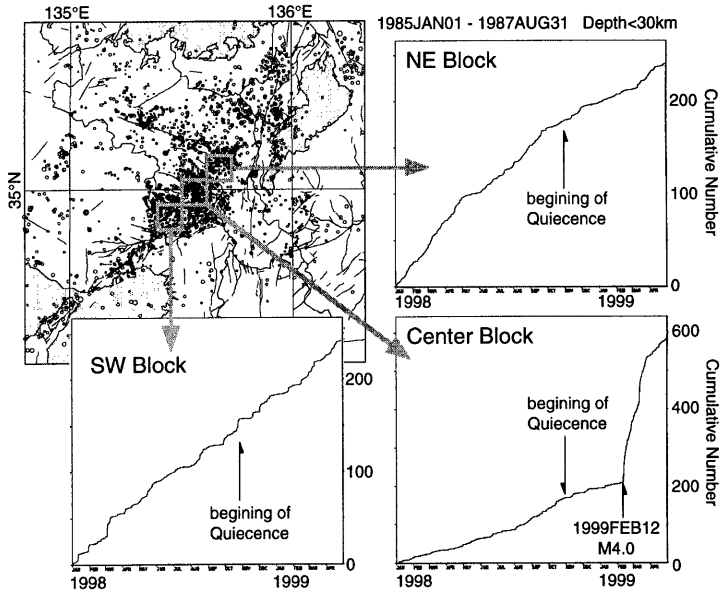 135°E
136°E
1985JAN01 - 1987AUG31 Depth<30km
35°N
NE Block
200
100
0
Cumulative Number
begining of
Quiecence
1998
1999
SW Block
200
100
0
begining of
Quiecence
1998
1999
Center Block
600
400
200
0
Cumulative Number
begining of
Quiecence
1999FEB12
M4.0
1998
1999